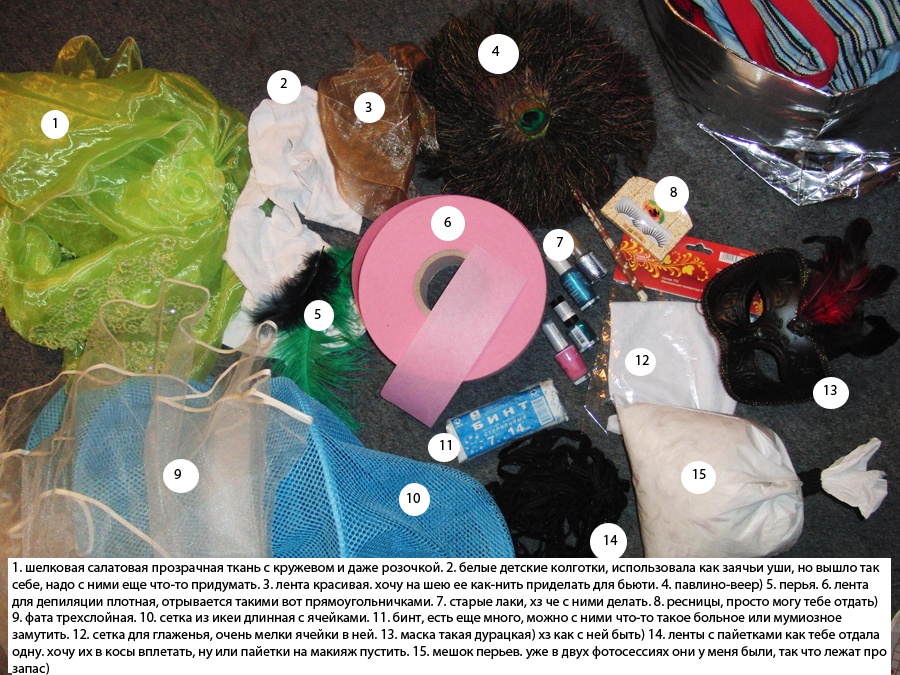 1
2
3
4
5
6
7
8
9
10
11
12
13
14
15
БИНТ
СТЕРИЛЬНЫЙ
1. шелковая салатовая прозрачная ткань с кружевом и даже розочкой. 2. белые детские колготки, использовала как заячьи уши, но вышло так
себе, надо с ними еще что-то придумать. 3. лента красивая. хочу на шею ее как-нить приделать для бьюти. 4. павлино-веер) 5. перья. 6. лента
для депиляции плотная, отрывается такими вот прямоугольничками. 7. старые лаки, хз че с ними делать. 8. ресницы, просто могу тебе отдать)
9. фата трехслойная. 10. сетка из икеи длинная с ячейками. 11. бинт, есть еще много, можно с ними что-то такое больное или мумиозное
замутить. 12. сетка для глаженья, очень мелки ячейки в ней. 13. маска такая дурацкая) хз как с ней быть) 14. ленты с пайетками как тебе отдала
одну. хочу их в косы вплетать, ну или пайетки на макияж пустить. 15. мешок перьев. уже в двух фотосессиях они у меня были, так что лежат про
запас)